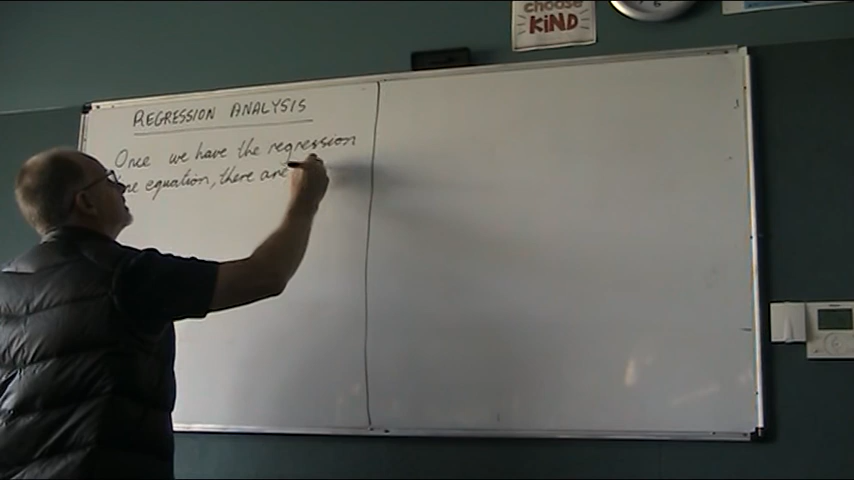 choose
KiND
REGRESSION ANALYSIS
Once we have the regression
line equation, there are